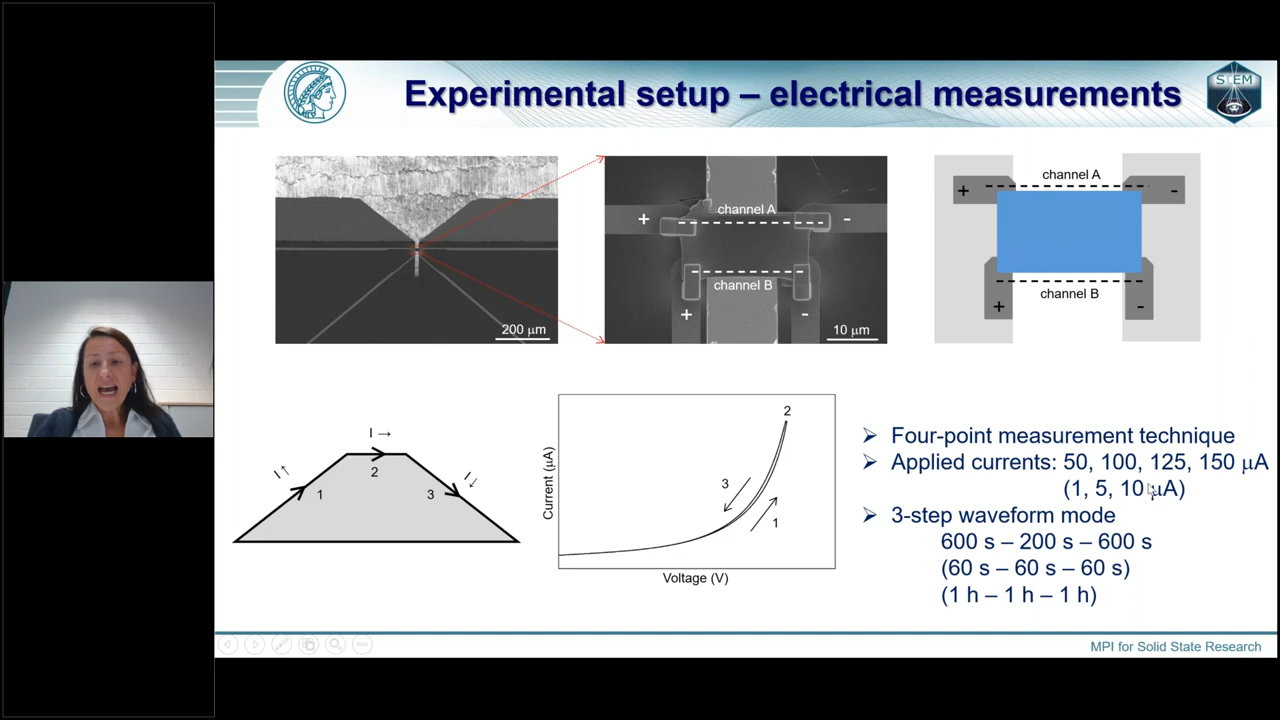 Experimental setup – electrical measurements
STEM
channel A
+
-
channel B
+
-
200 μm
10 μm
channel A
+
-
channel B
+
-
I →
I↑
I↓
1
2
3
Current (μA)
Voltage (V)
2
3
1
➢ Four-point measurement technique
➢ Applied currents: 50, 100, 125, 150 μA
(1, 5, 10 μA)
➢ 3-step waveform mode
600 s – 200 s – 600 s
(60 s – 60 s – 60 s)
(1 h – 1 h – 1 h)
MPI for Solid State Research